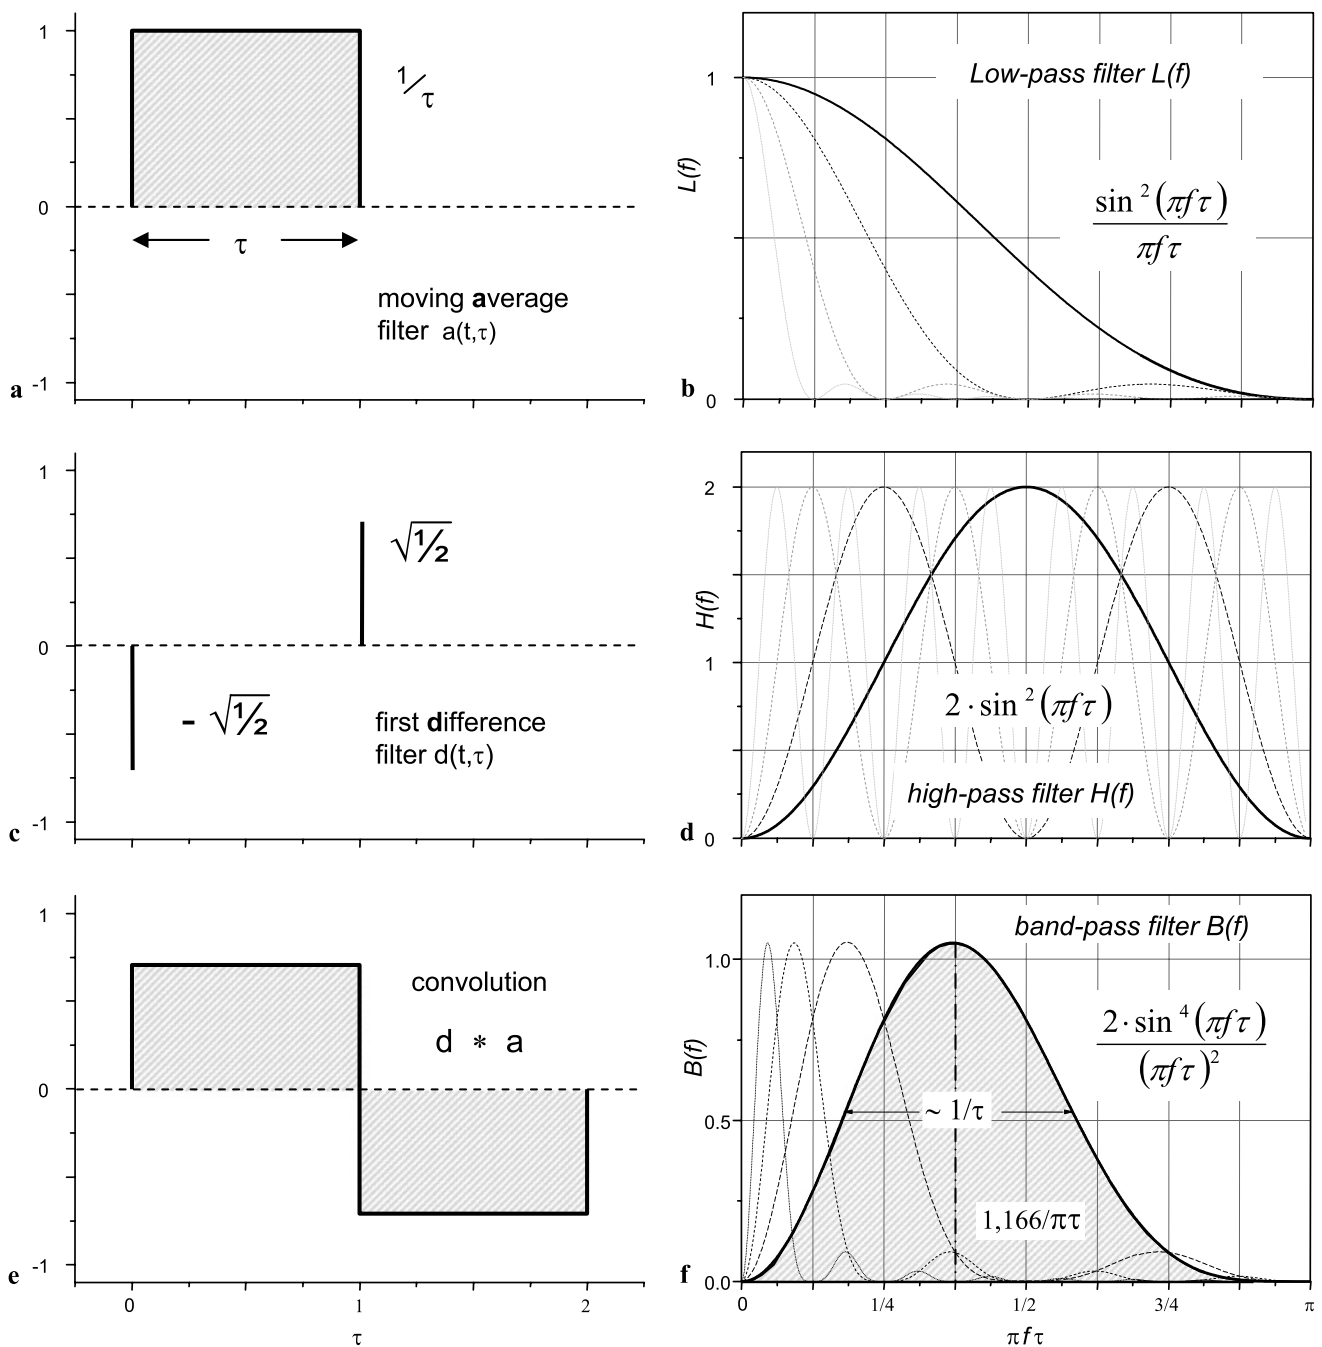 1
0
-1
1/τ
τ
moving average
filter a(t,τ)
a
1
0
L(f)
Low-pass filter L(f)
sin²(πfτ)
πfτ
b
1
0
-1
√½
- √½
first difference
filter d(t,τ)
c
2
1
0
H(f)
2·sin²(πfτ)
high-pass filter H(f)
d
1
0
-1
convolution
d * a
e
0
1
2
τ
1.0
0.5
0.0
B(f)
band-pass filter B(f)
2·sin⁴(πfτ)
(πfτ)²
~ 1/τ
1,166/πτ
f
0
1/4
1/2
3/4
π
πfτ